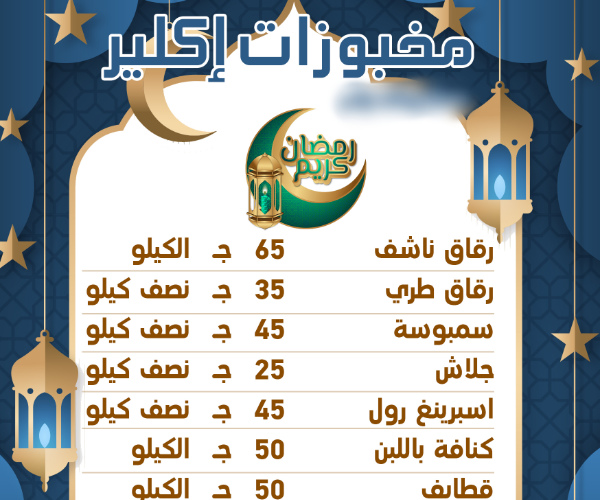 مخبوزات إكلير
رمضان
كريم
رقاق ناشف 65 جـ الكيلو
رقاق طري 35 جـ نصف كيلو
سمبوسة 45 جـ نصف كيلو
جلاش 25 جـ نصف كيلو
اسبرينغ رول 45 جـ نصف كيلو
كنافة باللبن 50 جـ الكيلو
قطايف 50 جـ الكيلو